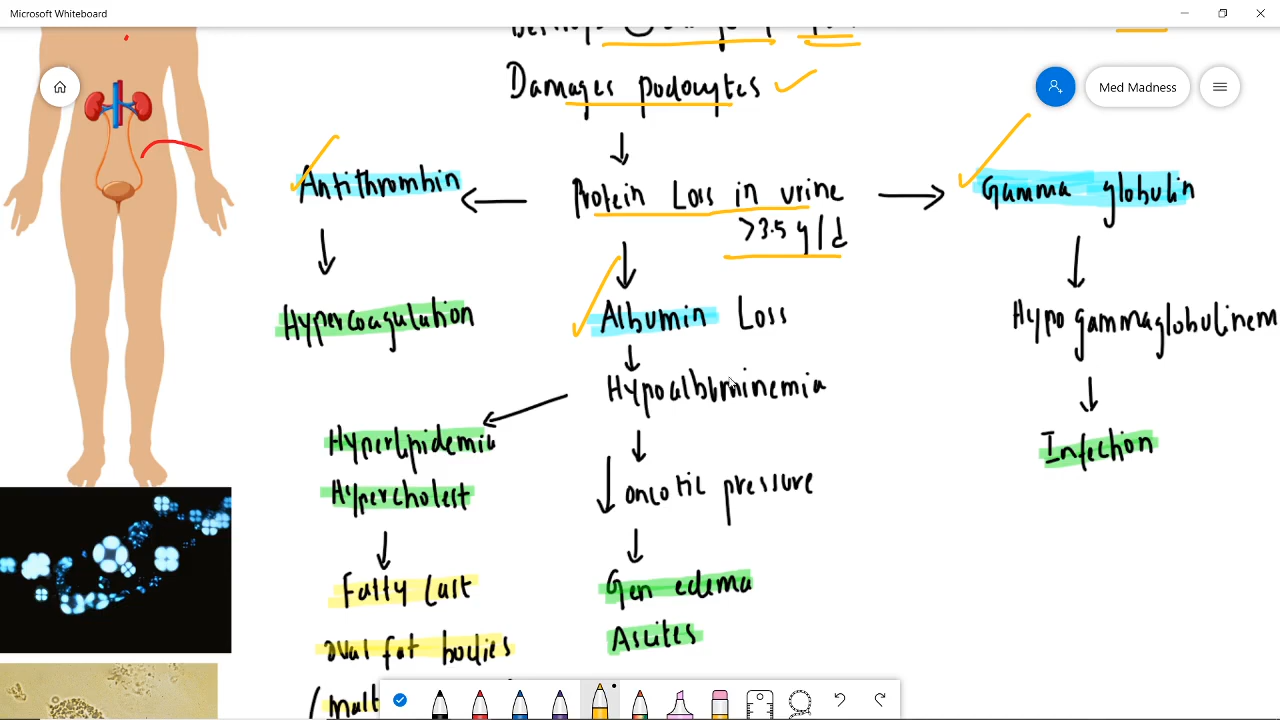 Microsoft Whiteboard
Damages podocytes
Med Madness
Antithrombin
Protein Loss in urine
>3.5 g/d
Gamma globulin
Hypercoagulation
Albumin Loss
Hypogammaglobulinem
Hypoalbuminemia
Hyperlipidemia
Hypercholest
Infection
↓ oncotic pressure
Fatty Cast
Gen edema
Ascites
oval fat bodies
(Malt